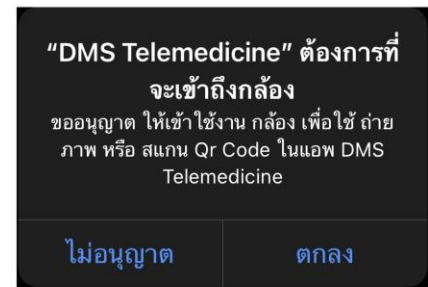 “DMS Telemedicine” ต้องการที่
จะเข้าถึงกล้อง
ขออนุญาต ให้เข้าใช้งาน กล้อง เพื่อใช้ ถ่าย
ภาพ หรือ สแกน Qr Code ในแอพ DMS
Telemedicine
ไม่อนุญาต
ตกลง